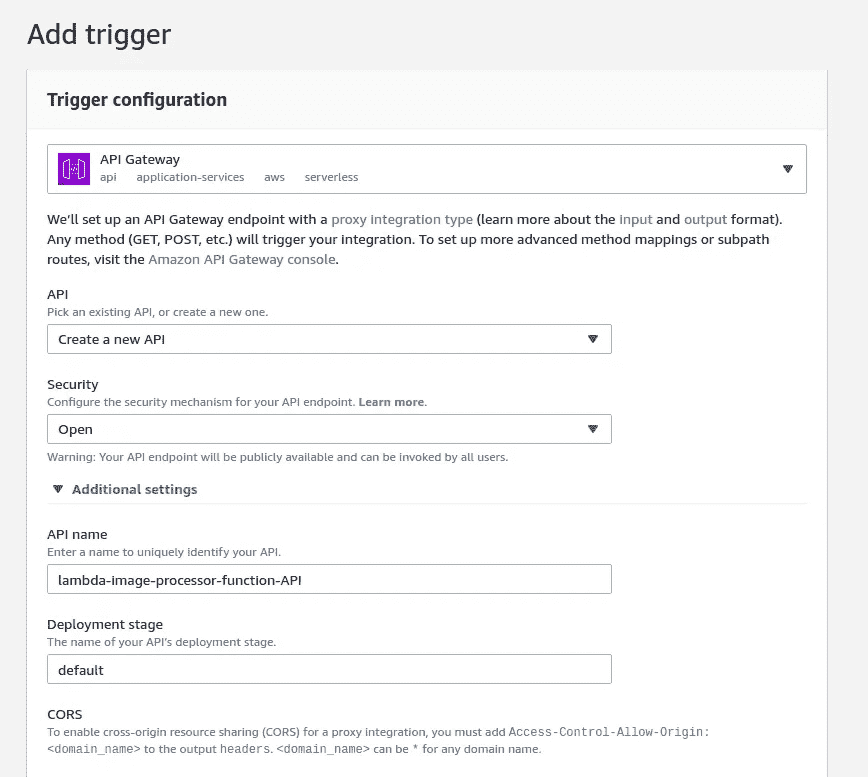 Add trigger
Trigger configuration
API Gateway
api application-services aws serverless
We'll set up an API Gateway endpoint with a proxy integration type (learn more about the input and output format).
Any method (GET, POST, etc.) will trigger your integration. To set up more advanced method mappings or subpath
routes, visit the Amazon API Gateway console.
API
Pick an existing API, or create a new one.
Create a new API
Security
Configure the security mechanism for your API endpoint. Learn more.
Open
Warning: Your API endpoint will be publicly available and can be invoked by all users.
Additional settings
API name
Enter a name to uniquely identify your API.
lambda-image-processor-function-API
Deployment stage
The name of your API's deployment stage.
default
CORS
To enable cross-origin resource sharing (CORS) for a proxy integration, you must add Access-Control-Allow-Origin:
<domain_name> to the output headers. <domain_name> can be * for any domain name.